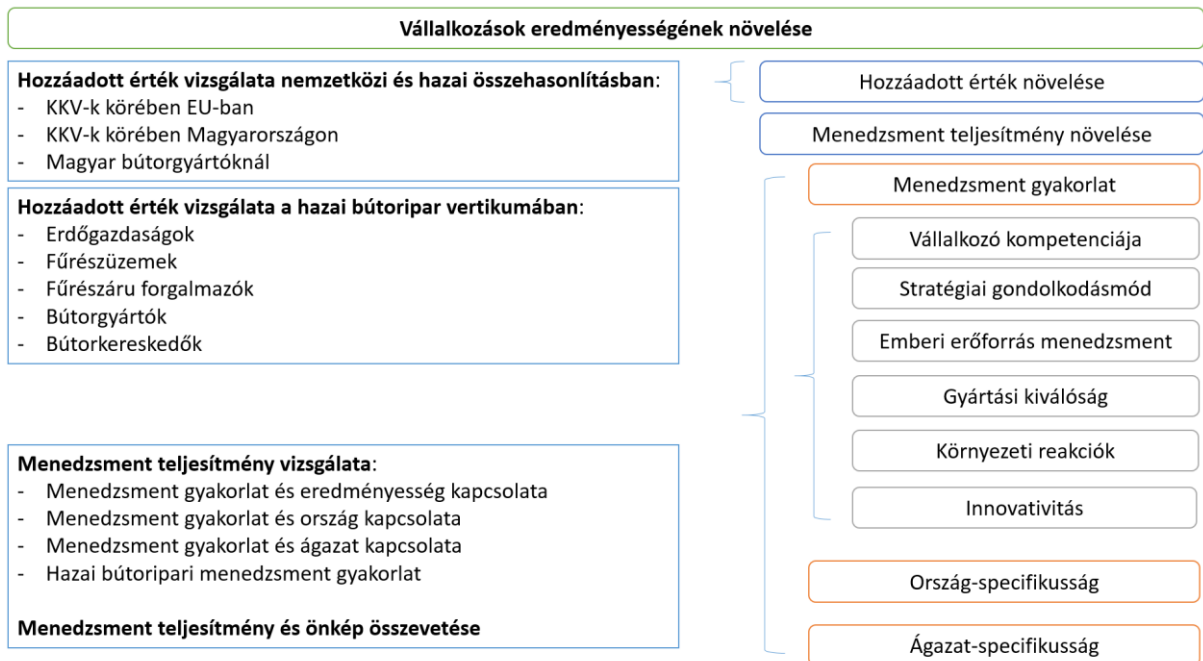 Vállalkozások eredményességének növelése
Hozzáadott érték vizsgálata nemzetközi és hazai összehasonlításban:
- KKV-k körében EU-ban
- KKV-k körében Magyarországon
- Magyar bútorgyártóknál
Hozzáadott érték vizsgálata a hazai bútoripar vertikumában:
- Erdőgazdaságok
- Fűrészüzemek
- Fűrészáru forgalmazók
- Bútorgyártók
- Bútorkereskedők
Menedzsment teljesítmény vizsgálata:
- Menedzsment gyakorlat és eredményesség kapcsolata
- Menedzsment gyakorlat és ország kapcsolata
- Menedzsment gyakorlat és ágazat kapcsolata
- Hazai bútoripari menedzsment gyakorlat
Menedzsment teljesítmény és önkép összevetése
Hozzáadott érték növelése
Menedzsment teljesítmény növelése
Menedzsment gyakorlat
Vállalkozó kompetenciája
Stratégiai gondolkodásmód
Emberi erőforrás menedzsment
Gyártási kiválóság
Környezeti reakciók
Innovativitás
Ország-specifikusság
Ágazat-specifikusság